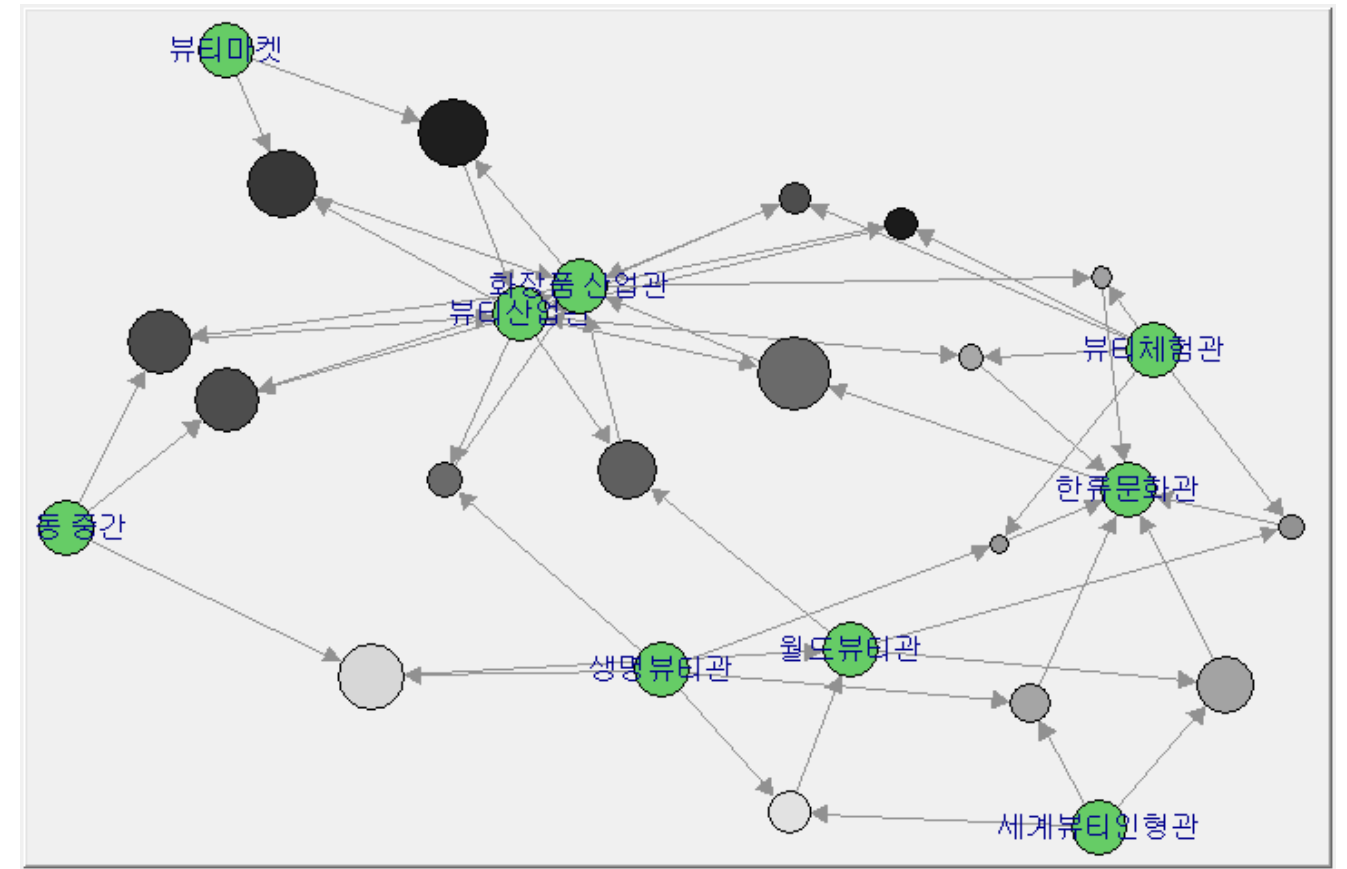 뷰티마켓
화장품 산업관
뷰티산업관
뷰티체험관
한류문화관
동 중간
월드뷰티관
생명뷰티관
세계뷰티인형관